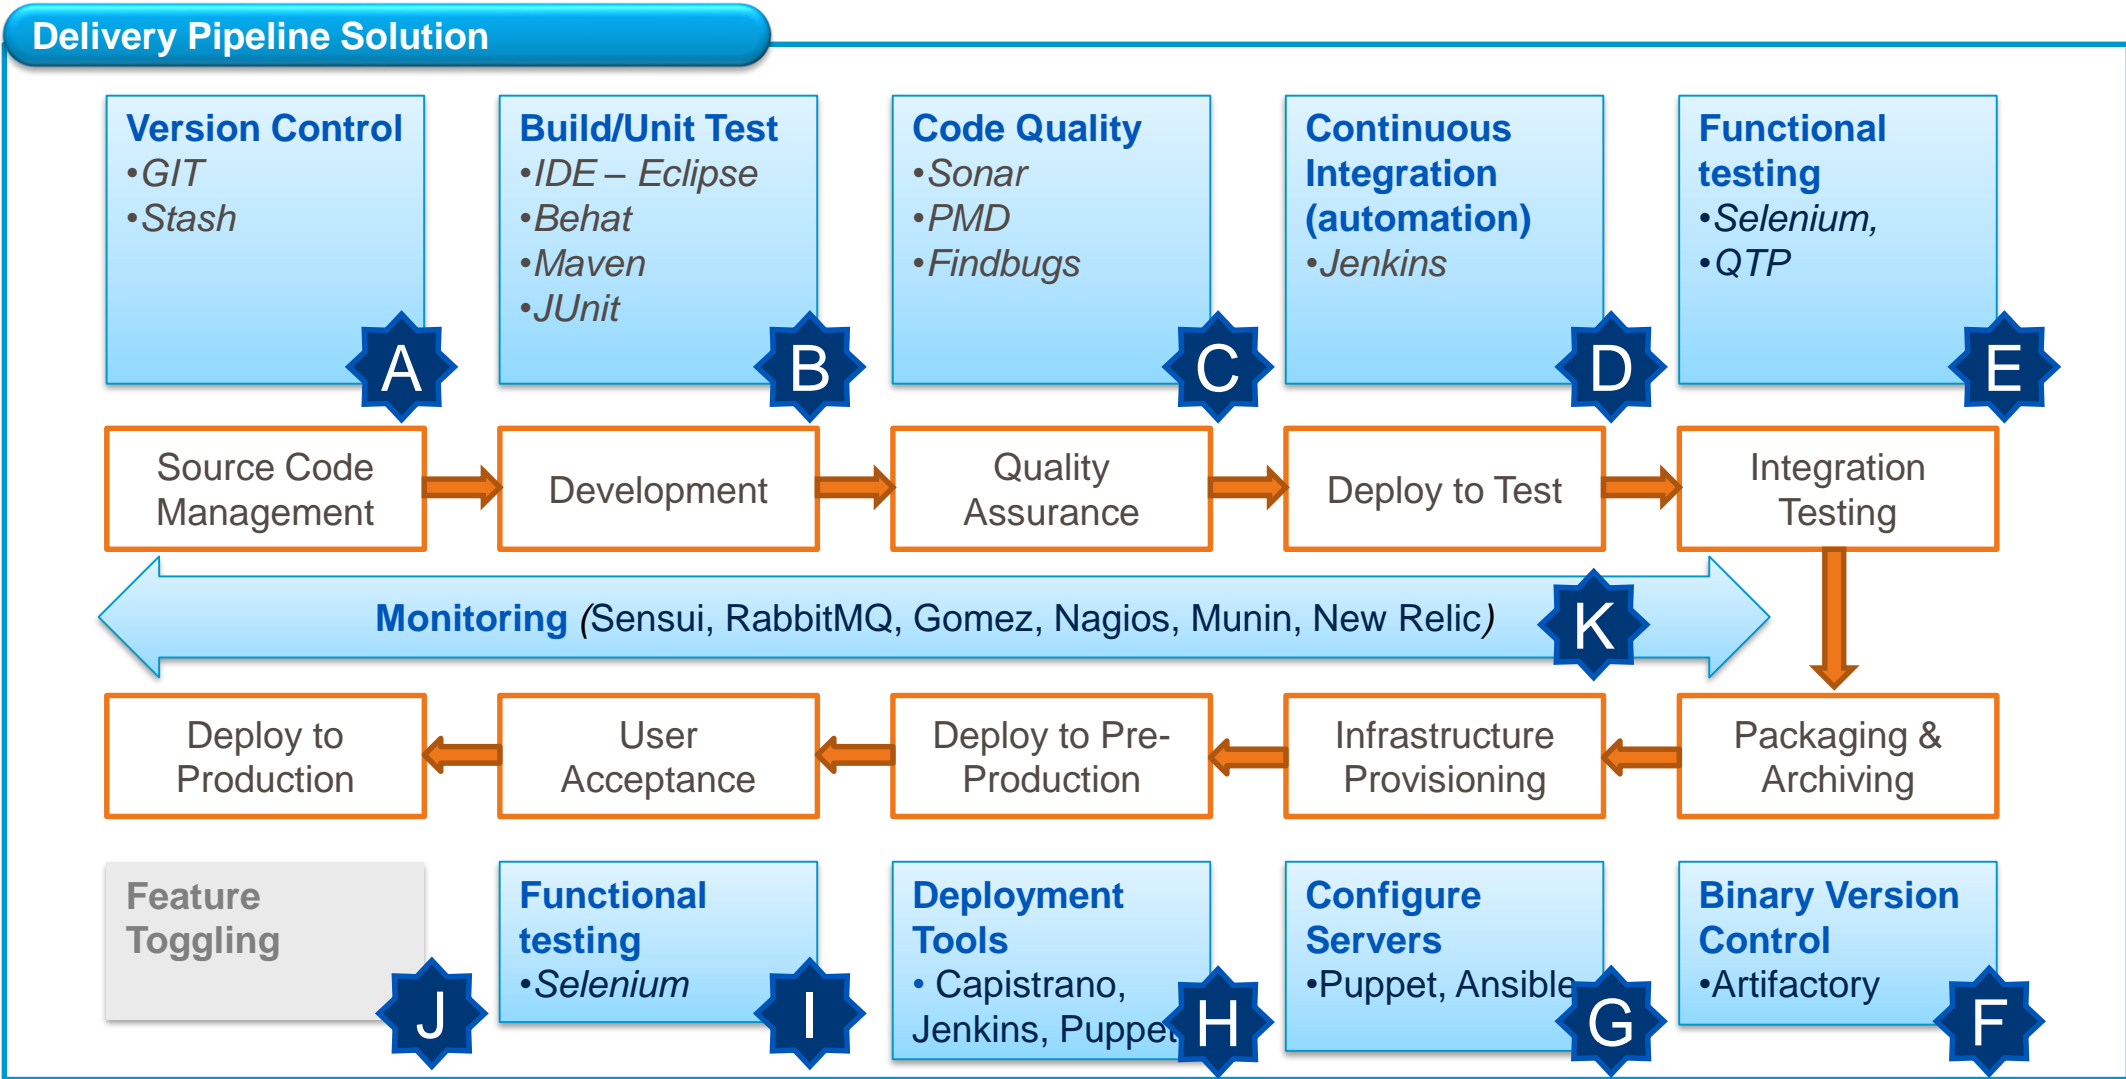 Delivery Pipeline Solution
Version Control
•GIT
•Stash
A
Build/Unit Test
•IDE – Eclipse
•Behat
•Maven
•JUnit
B
Code Quality
•Sonar
•PMD
•Findbugs
C
Continuous
Integration
(automation)
•Jenkins
D
Functional
testing
•Selenium,
•QTP
E
Source Code
Management
Development
Quality
Assurance
Deploy to Test
Integration
Testing
Monitoring (Sensui, RabbitMQ, Gomez, Nagios, Munin, New Relic)
K
Deploy to
Production
User
Acceptance
Deploy to Pre-
Production
Infrastructure
Provisioning
Packaging &
Archiving
Feature
Toggling
J
Functional
testing
•Selenium
I
Deployment
Tools
• Capistrano,
Jenkins, Puppet
H
Configure
Servers
•Puppet, Ansible
G
Binary Version
Control
•Artifactory
F